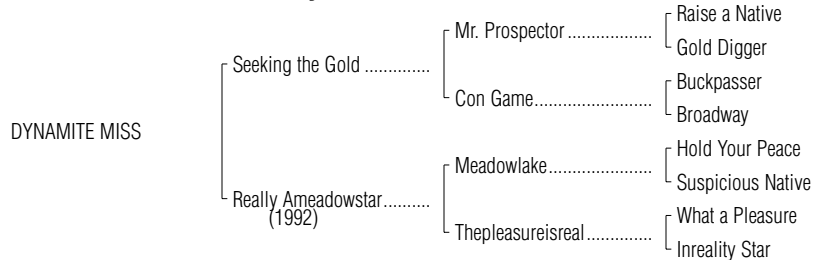 Raise a Native
Mr. Prospector ..................
Gold Digger
Seeking the Gold ..............
Buckpasser
Con Game.........................
Broadway
DYNAMITE MISS
Hold Your Peace
Meadowlake......................
Suspicious Native
Really Ameadowstar..........
(1992)
What a Pleasure
Thepleasureisreal..............
Inreality Star